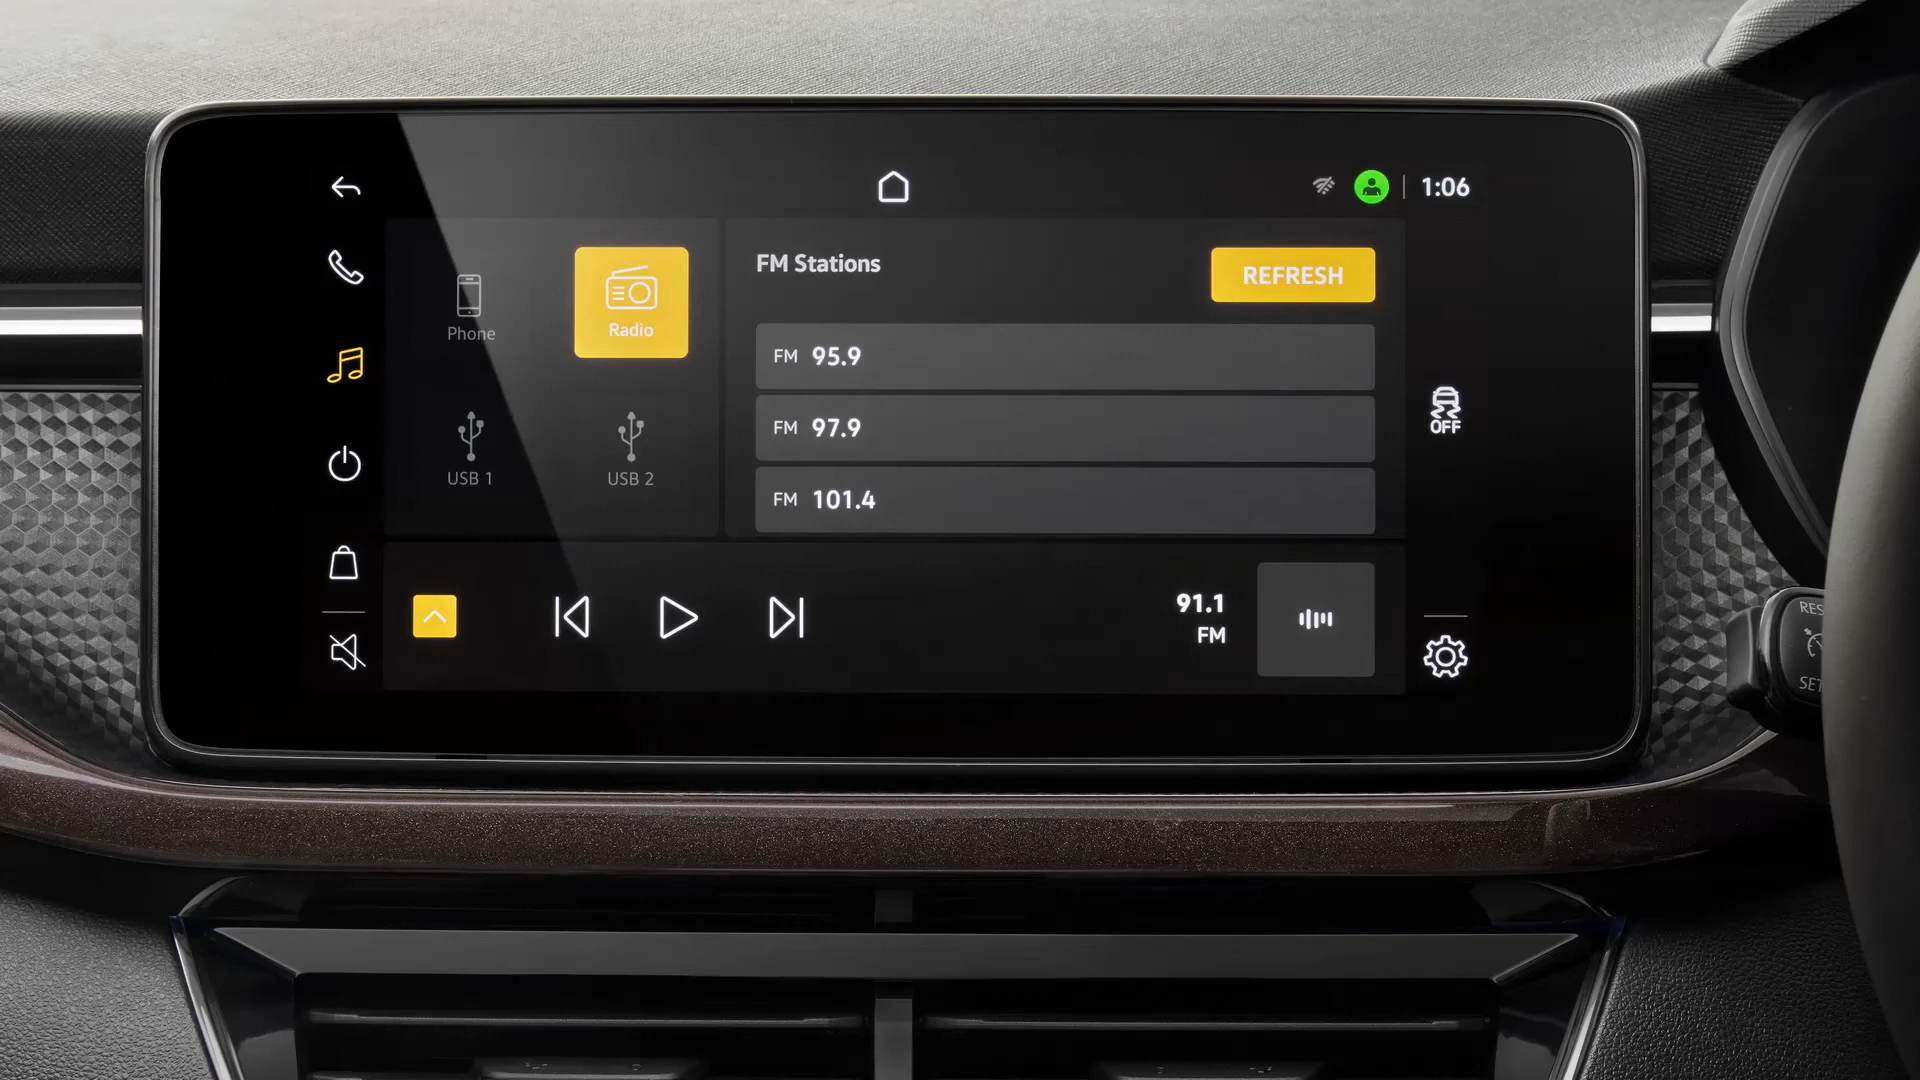 1:06
Phone
Radio
USB 1
USB 2
FM Stations
REFRESH
FM 95.9
FM 97.9
FM 101.4
OFF
91.1
FM